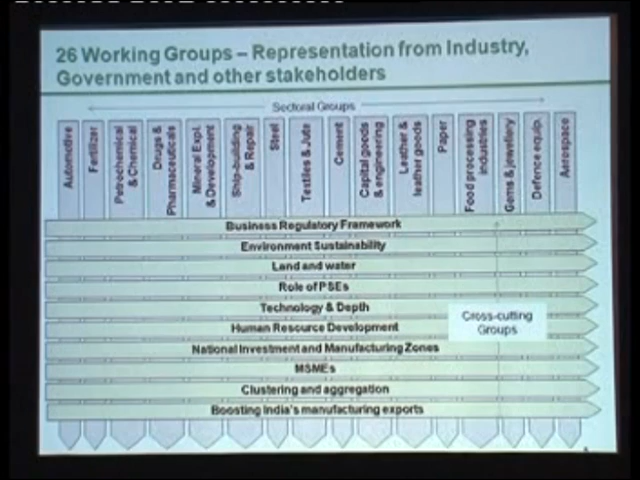 26 Working Groups – Representation from Industry,
Government and other stakeholders
Sectoral Groups
Automotive
Fertilizer
Petrochemical
& Chemical
Drugs &
Pharmaceuticals
Mineral Expl.
& Development
Ship-building
& Repair
Steel
Textiles & Jute
Cement
Capital goods
& engineering
Leather &
leather goods
Paper
Food processing
industries
Gems & jewellery
Defence equip.
Aerospace
Business Regulatory Framework
Environment Sustainability
Land and water
Role of PSEs
Technology & Depth
Human Resource Development
National Investment and Manufacturing Zones
MSMEs
Clustering and aggregation
Boosting India's manufacturing exports
Cross-cutting
Groups